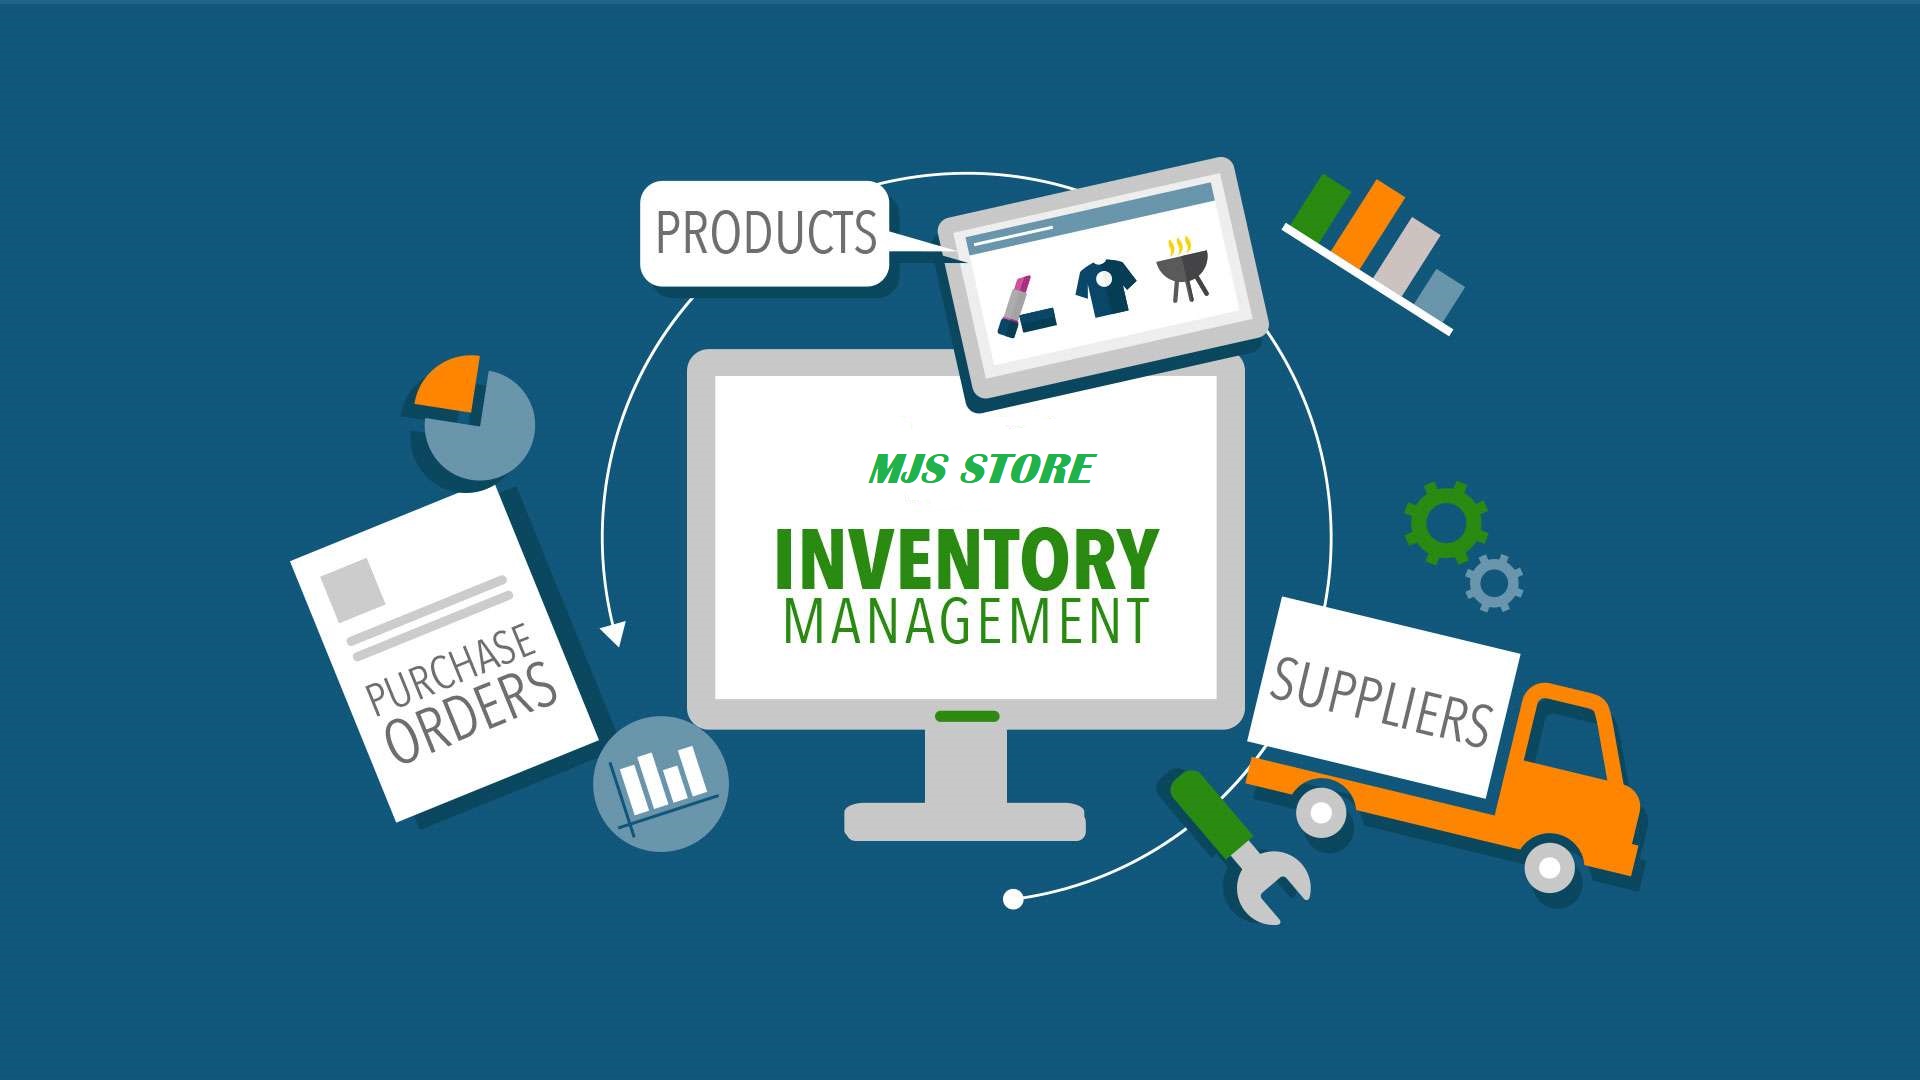 PRODUCTS
MJS STORE
INVENTORY
MANAGEMENT
PURCHASE
ORDERS
SUPPLIERS